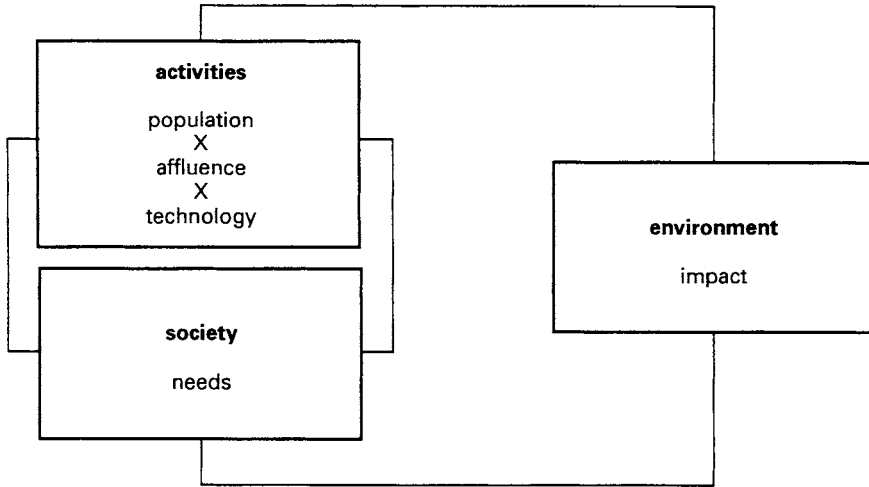 activities
population
X
affluence
X
technology
society
needs
environment
impact